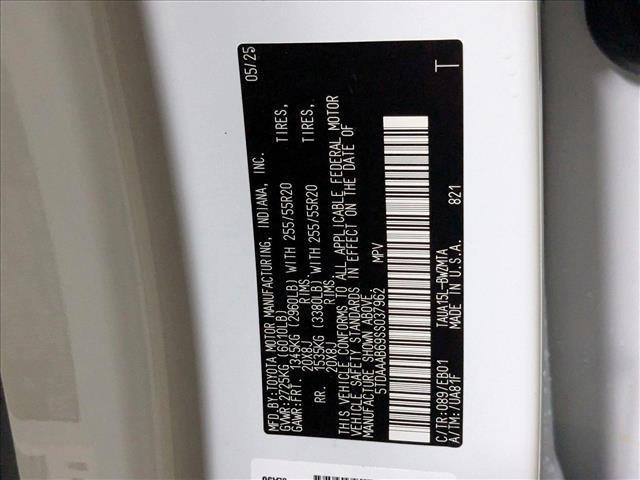 MFD.BY:TOYOTA MOTOR MANUFACTURING, INDIANA, INC. 05/25
GVWR:2725KG (6010LB)
GAWR:FRT. 1345KG (2960LB) WITH 255/55R20 TIRES,
20X8J RIMS,
RR. 1535KG (3380LB) WITH 255/55R20 TIRES,
20X8J RIMS
THIS VEHICLE CONFORMS TO ALL APPLICABLE FEDERAL MOTOR
VEHICLE SAFETY STANDARDS IN EFFECT ON THE DATE OF
MANUFACTURE SHOWN ABOVE.
5TDAAAB69SS037962 MPV
C/TR:089/EB01 TAUA15L-BWZMTA
A/TM:/UA81F MADE IN U.S.A. 821 T